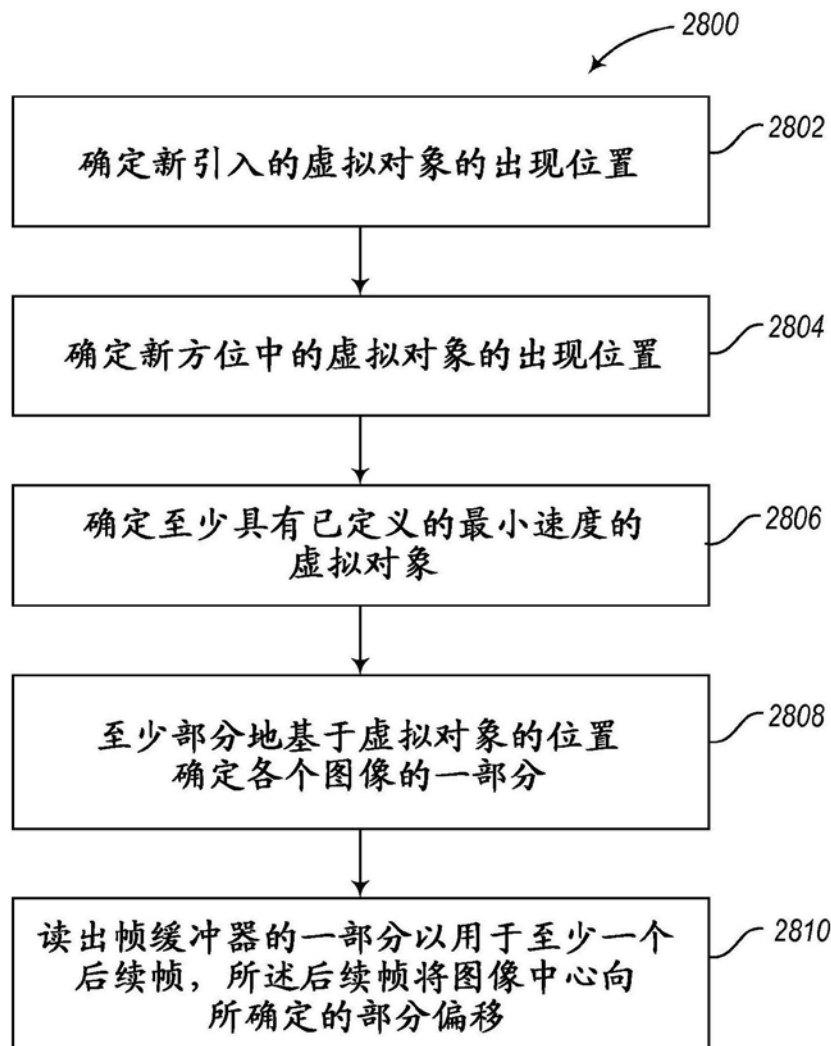 2800
2802
确定新引入的虚拟对象的出现位置
2804
确定新方位中的虚拟对象的出现位置
2806
确定至少具有已定义的最小速度的
虚拟对象
2808
至少部分地基于虚拟对象的位置
确定各个图像的一部分
2810
读出帧缓冲器的一部分以用于至少一个
后续帧，所述后续帧将图像中心向
所确定的部分偏移